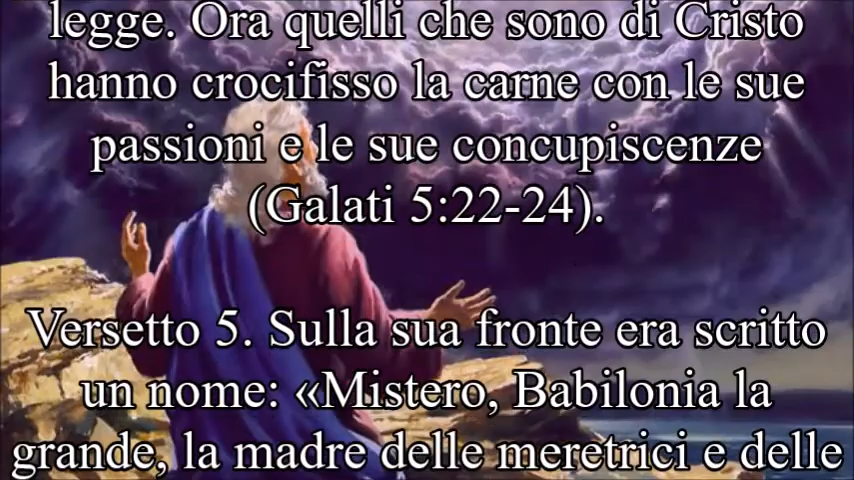 legge. Ora quelli che sono di Cristo
hanno crocifisso la carne con le sue
passioni e le sue concupiscenze
(Galati 5:22-24).
Versetto 5. Sulla sua fronte era scritto
un nome: «Mistero, Babilonia la
grande, la madre delle meretrici e delle